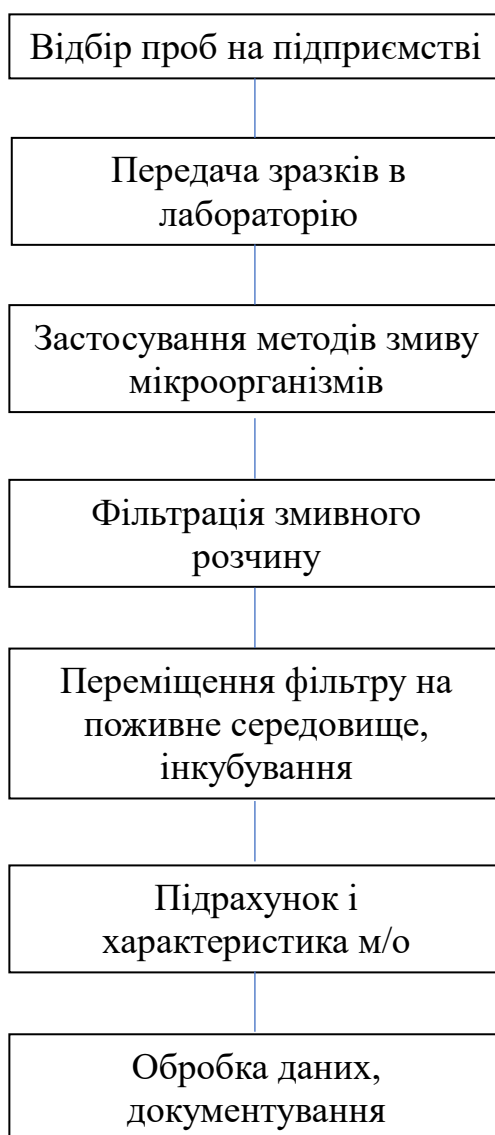 Відбір проб на підприємстві
Передача зразків в
лабораторію
Застосування методів змиву
мікроорганізмів
Фільтрація змивного
розчину
Переміщення фільтру на
поживне середовище,
інкубування
Підрахунок і
характеристика м/о
Обробка даних,
документування